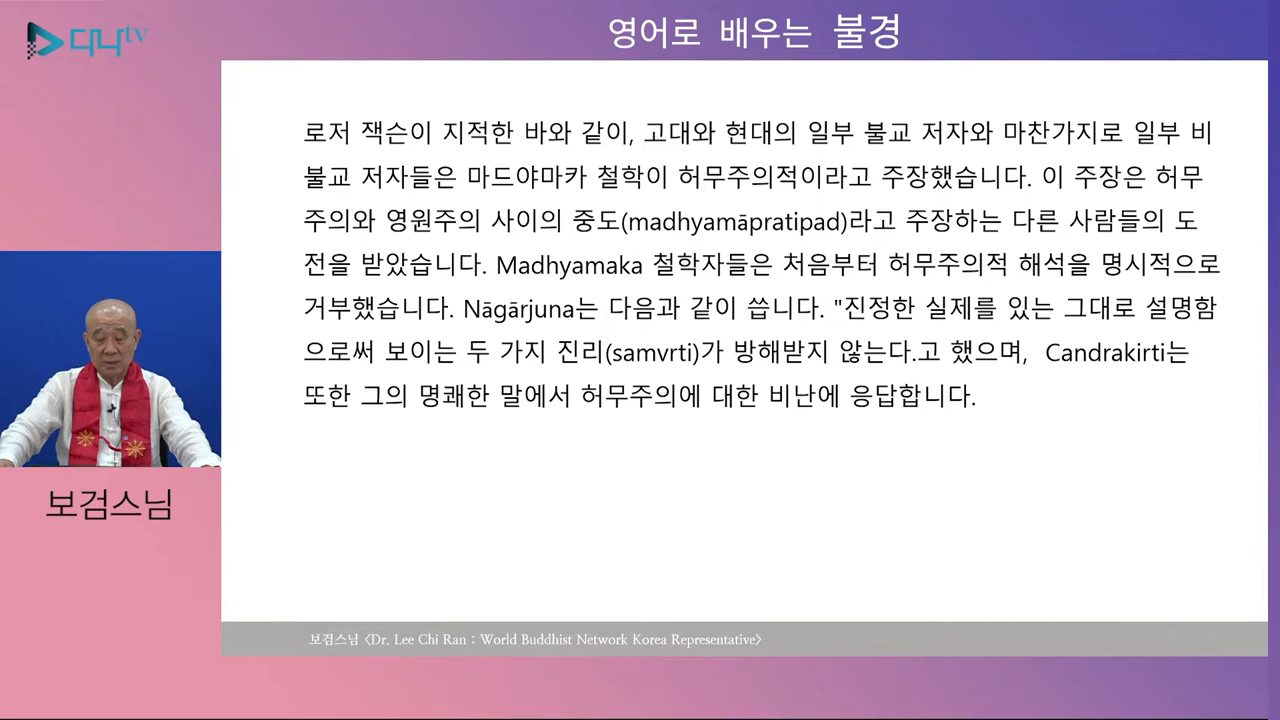 다나tv
영어로 배우는 불경
로저 잭슨이 지적한 바와 같이, 고대와 현대의 일부 불교 저자와 마찬가지로 일부 비
불교 저자들은 마드야마카 철학이 허무주의적이라고 주장했습니다. 이 주장은 허무
주의와 영원주의 사이의 중도(madhyamāpratipad)라고 주장하는 다른 사람들의 도
전을 받았습니다. Madhyamaka 철학자들은 처음부터 허무주의적 해석을 명시적으로
거부했습니다. Nāgārjuna는 다음과 같이 씁니다. "진정한 실제를 있는 그대로 설명함
으로써 보이는 두 가지 진리(samvrti)가 방해받지 않는다.고 했으며, Candrakirti는
또한 그의 명쾌한 말에서 허무주의에 대한 비난에 응답합니다.
보검스님
보검스님 <Dr. Lee Chi Ran : World Buddhist Network Korea Representative>